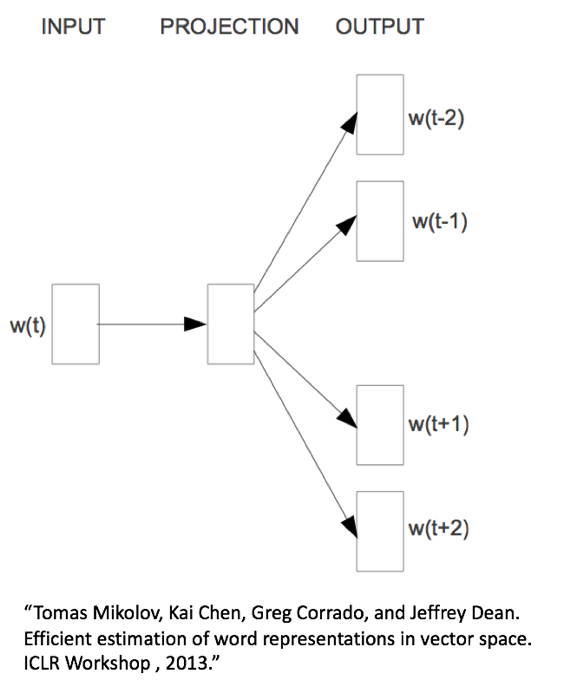 INPUT PROJECTION OUTPUT
w(t-2)
w(t-1)
w(t)
w(t+1)
w(t+2)
“Tomas Mikolov, Kai Chen, Greg Corrado, and Jeffrey Dean.
Efficient estimation of word representations in vector space.
ICLR Workshop , 2013.”